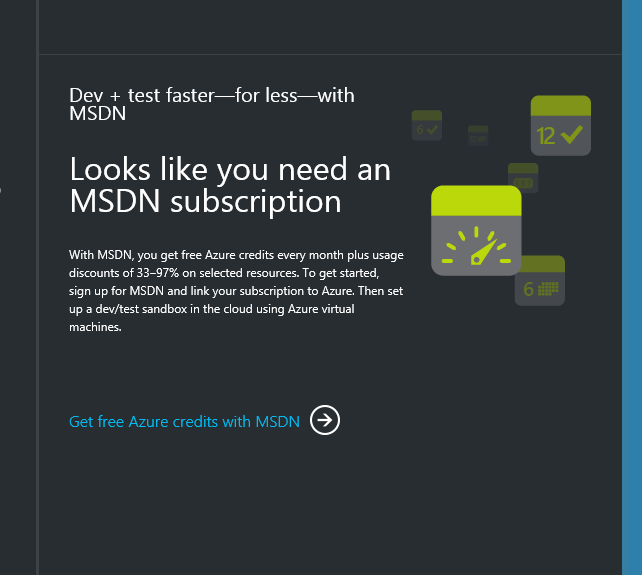 Dev + test faster—for less—with
MSDN
Looks like you need an
MSDN subscription
With MSDN, you get free Azure credits every month plus usage
discounts of 33–97% on selected resources. To get started,
sign up for MSDN and link your subscription to Azure. Then set
up a dev/test sandbox in the cloud using Azure virtual
machines.
Get free Azure credits with MSDN
6
12
6